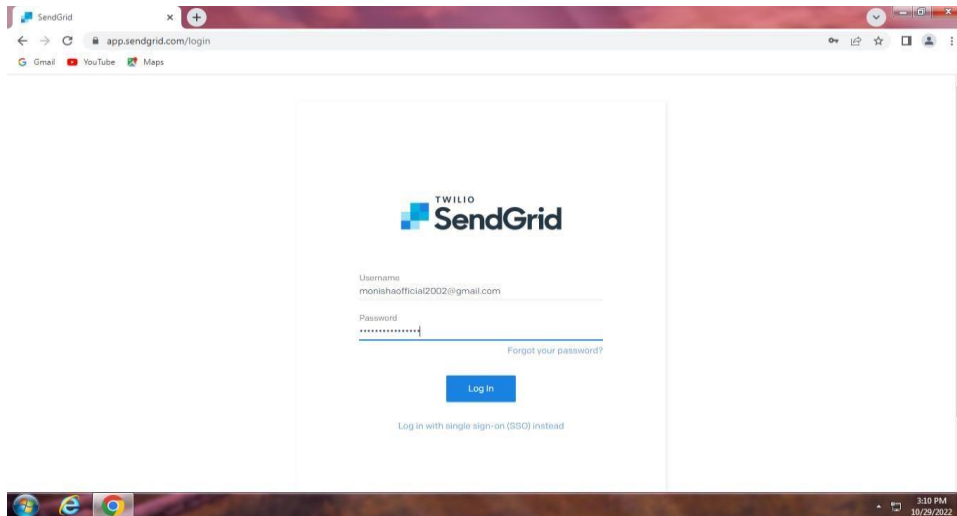 SendGrid
app.sendgrid.com/login
Gmail YouTube Maps
TWILIO
SendGrid
Username
monishaofficial2002@gmail.com
Password
Forgot your password?
Log In
Log in with single sign-on (SSO) instead
3:10 PM
10/29/2022